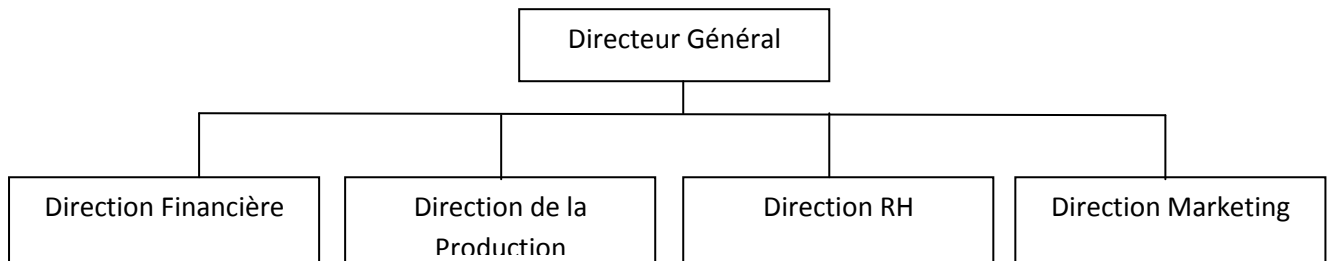 Directeur Général
Direction Financière
Direction de la
Production
Direction RH
Direction Marketing